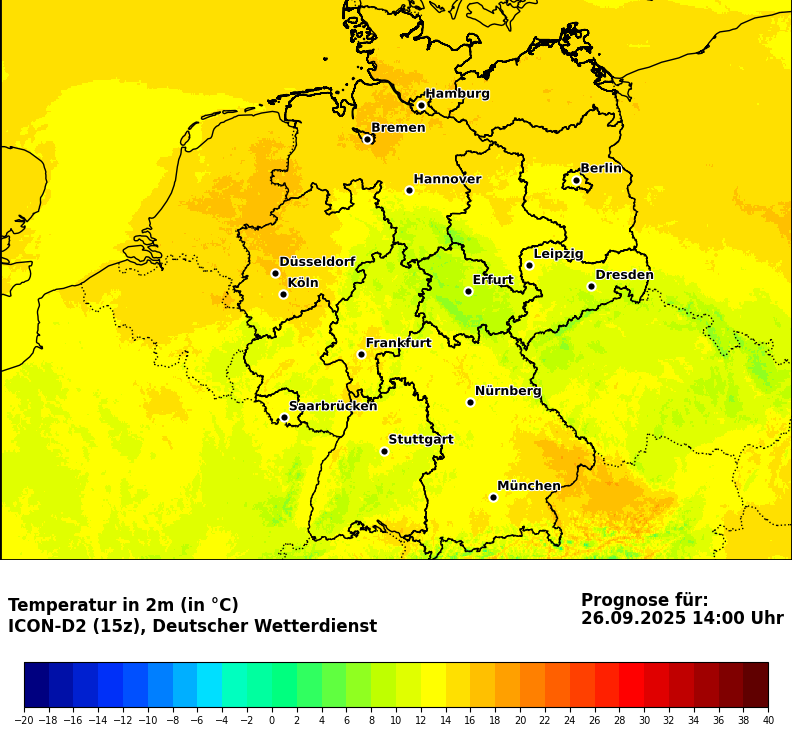 Hamburg
Bremen
Berlin
Hannover
Leipzig
Düsseldorf
Dresden
Erfurt
Köln
Frankfurt
Nürnberg
Saarbrücken
Stuttgart
München
Temperatur in 2m (in °C)
ICON-D2 (15z), Deutscher Wetterdienst
Prognose für:
26.09.2025 14:00 Uhr
−20 −18 −16 −14 −12 −10 −8 −6 −4 −2 0 2 4 6 8 10 12 14 16 18 20 22 24 26 28 30 32 34 36 38 40